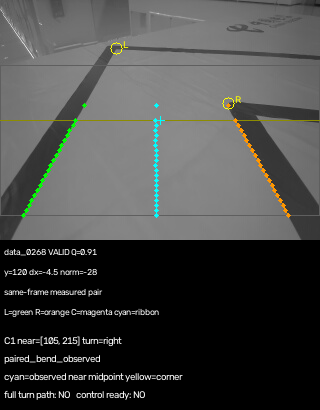 L
R
data_0268 VALID Q=0.91
y=120 dx=-4.5 norm=-28
same-frame measured pair
L=green R=orange C=magenta cyan=ribbon
C1 near=[105, 215] turn=right
paired_bend_observed
cyan=observed near midpoint yellow=corner
full turn path: NO control ready: NO